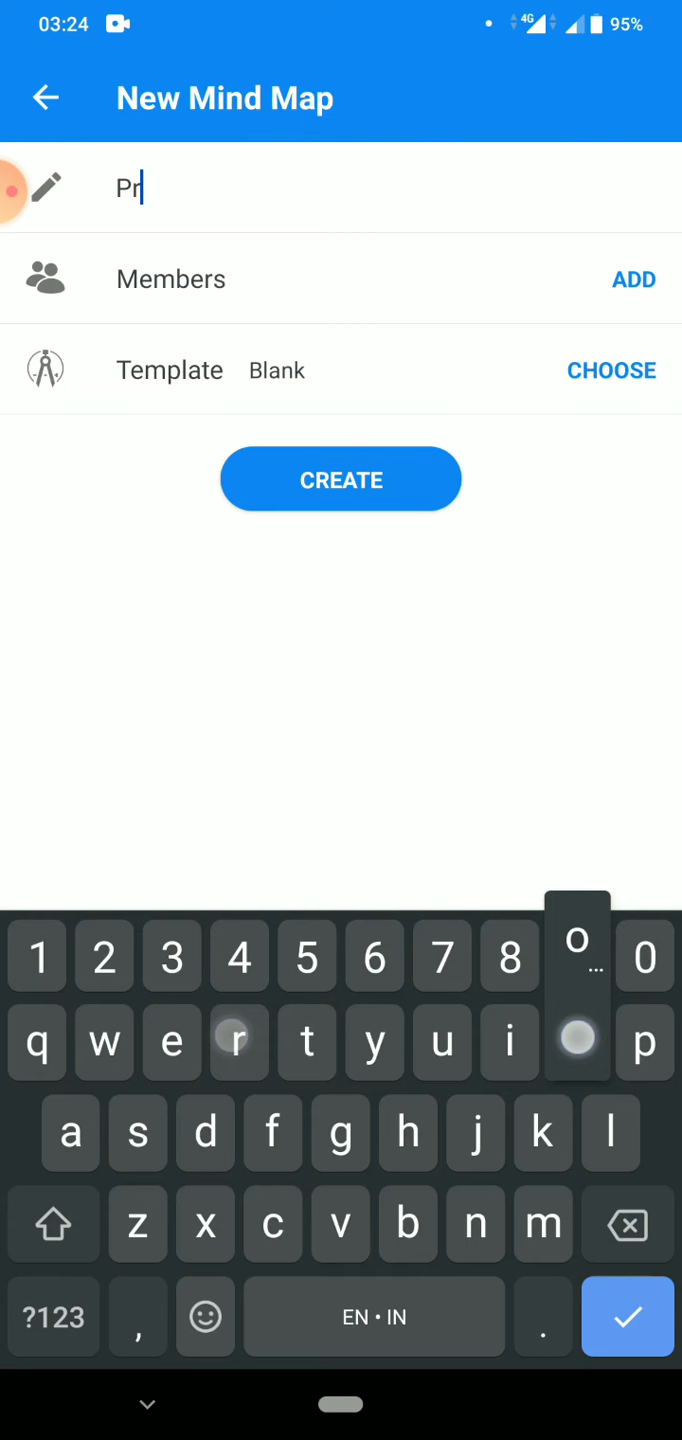 03:24 4G 95%
New Mind Map
Pr
Members ADD
Template Blank CHOOSE
CREATE
o
...
1 2 3 4 5 6 7 8 0
q w e r t y u i p
a s d f g h j k l
z x c v b n m
?123 , EN • IN .